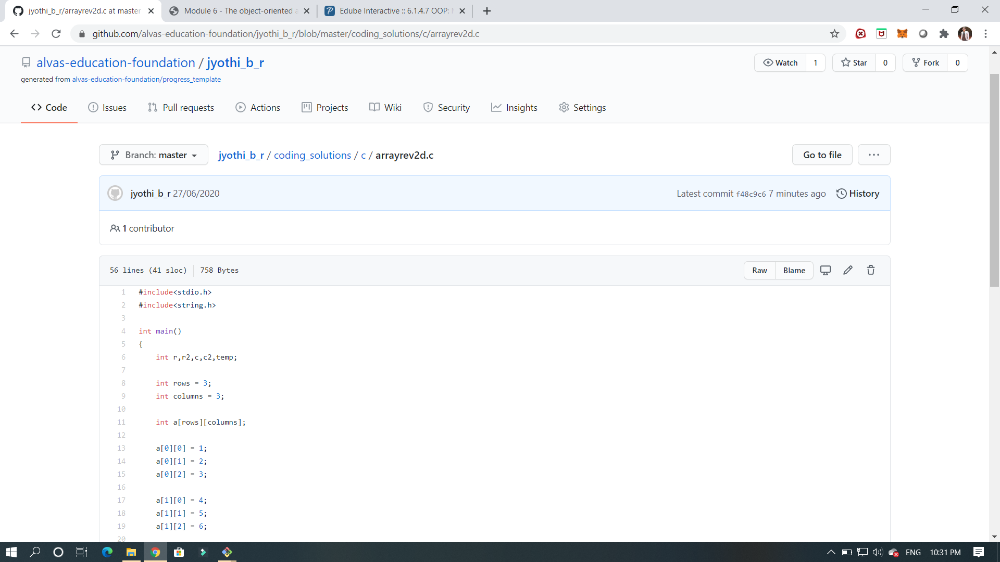 jyothi_b_r/arrayrev2d.c at master
Module 6 - The object-oriented a
Edube Interactive :: 6.1.4.7 OOP:
github.com/alvas-education-foundation/jyothi_b_r/blob/master/coding_solutions/c/arrayrev2d.c
alvas-education-foundation / jyothi_b_r
Watch 1 Star 0 Fork 0
generated from alvas-education-foundation/progress_template
Code Issues Pull requests Actions Projects Wiki Security Insights Settings
Branch: master jyothi_b_r / coding_solutions / c / arrayrev2d.c Go to file ...
jyothi_b_r 27/06/2020 Latest commit f48c9c6 7 minutes ago History
1 contributor
56 lines (41 sloc) 758 Bytes Raw Blame
1 #include<stdio.h>
2 #include<string.h>
3
4 int main()
5 {
6 int r,r2,c,c2,temp;
7
8 int rows = 3;
9 int columns = 3;
10
11 int a[rows][columns];
12
13 a[0][0] = 1;
14 a[0][1] = 2;
15 a[0][2] = 3;
16
17 a[1][0] = 4;
18 a[1][1] = 5;
19 a[1][2] = 6;
20
ENG 10:31 PM